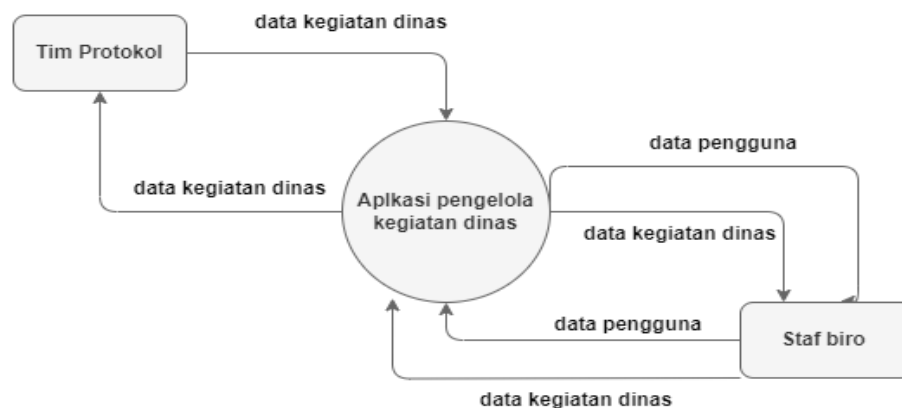 data kegiatan dinas
Tim Protokol
data pengguna
data kegiatan dinas
Aplkasi pengelola
kegiatan dinas
data kegiatan dinas
data pengguna
Staf biro
data kegiatan dinas